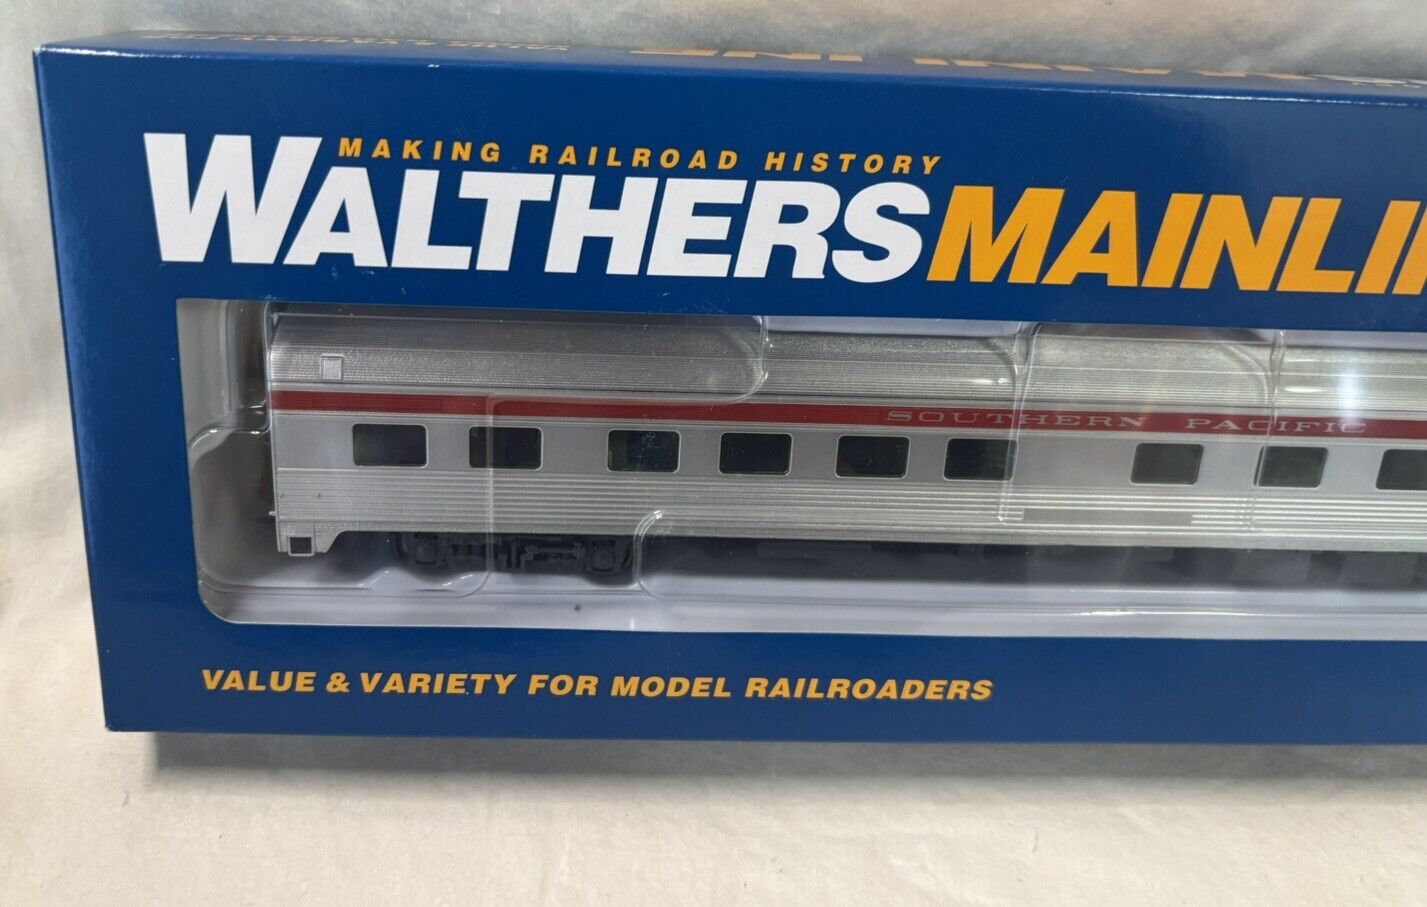 MAKING RAILROAD HISTORY
WALTHERSMAINLI
SOUTHERN PACIFIC
VALUE & VARIETY FOR MODEL RAILROADERS